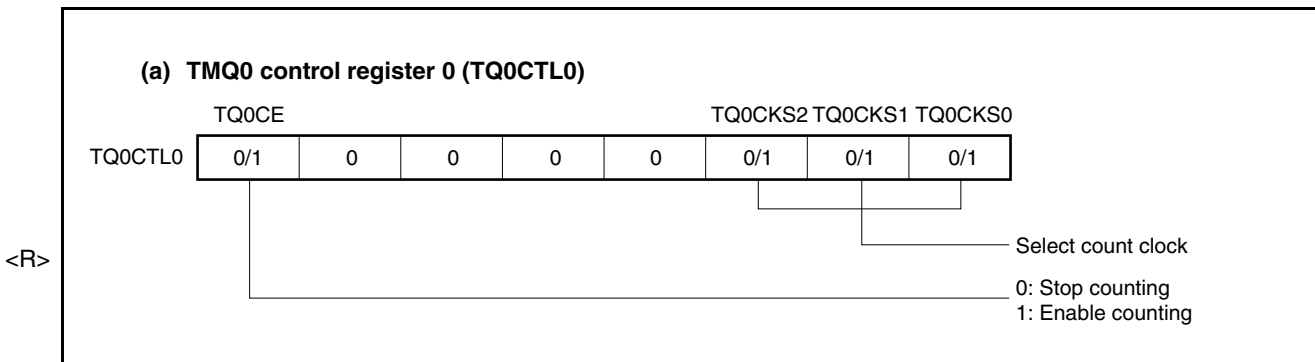 (a) TMQ0 control register 0 (TQ0CTL0)
TQ0CE TQ0CKS2 TQ0CKS1 TQ0CKS0
TQ0CTL0 0/1 0 0 0 0 0/1 0/1 0/1
Select count clock
<R>
0: Stop counting
1: Enable counting